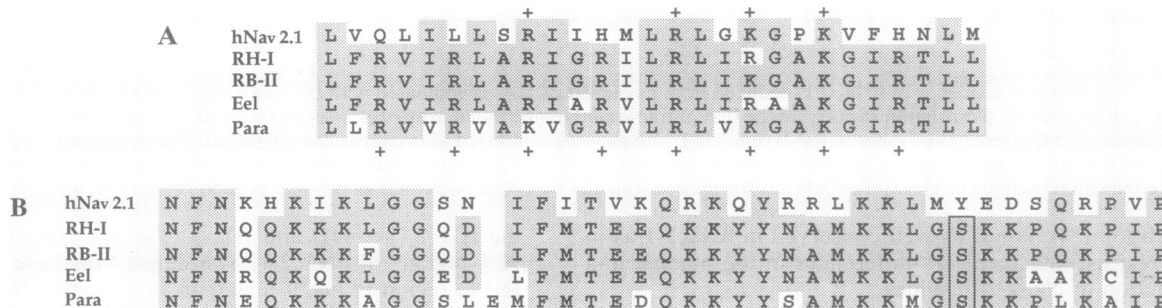 + + + +
A hNav 2.1 L V Q L I L L S R I I H M L R L G K G P K V F H N L M
RH-I L F R V I R L A R I G R I L R L I R G A K G I R T L L
RB-II L F R V I R L A R I G R I L R L I K G A K G I R T L L
Eel L F R V I R L A R I A R V L R L I R A A K G I R T L L
Para L L R V V R V A K V G R V L R L V K G A K G I R T L L
+ + + + + + +
B hNav 2.1 N F N K H K I K L G G S N I F I T V K Q R K Q Y R R L K K L M Y E D S Q R P V P
RH-I N F N Q Q K K K L G G Q D I F M T E E Q K K Y Y N A M K K L G S K K P Q K P I P
RB-II N F N Q Q K K K F G G Q D I F M T E E Q K K Y Y N A M K K L G S K K P Q K P I P
Eel N F N R Q K Q K L G G E D L F M T E E Q K K Y Y N A M K K L G S K K A A K C I P
Para N F N E Q K K K A G G S L E M F M T E D Q K K Y Y S A M K K M G S K K P L K A I P